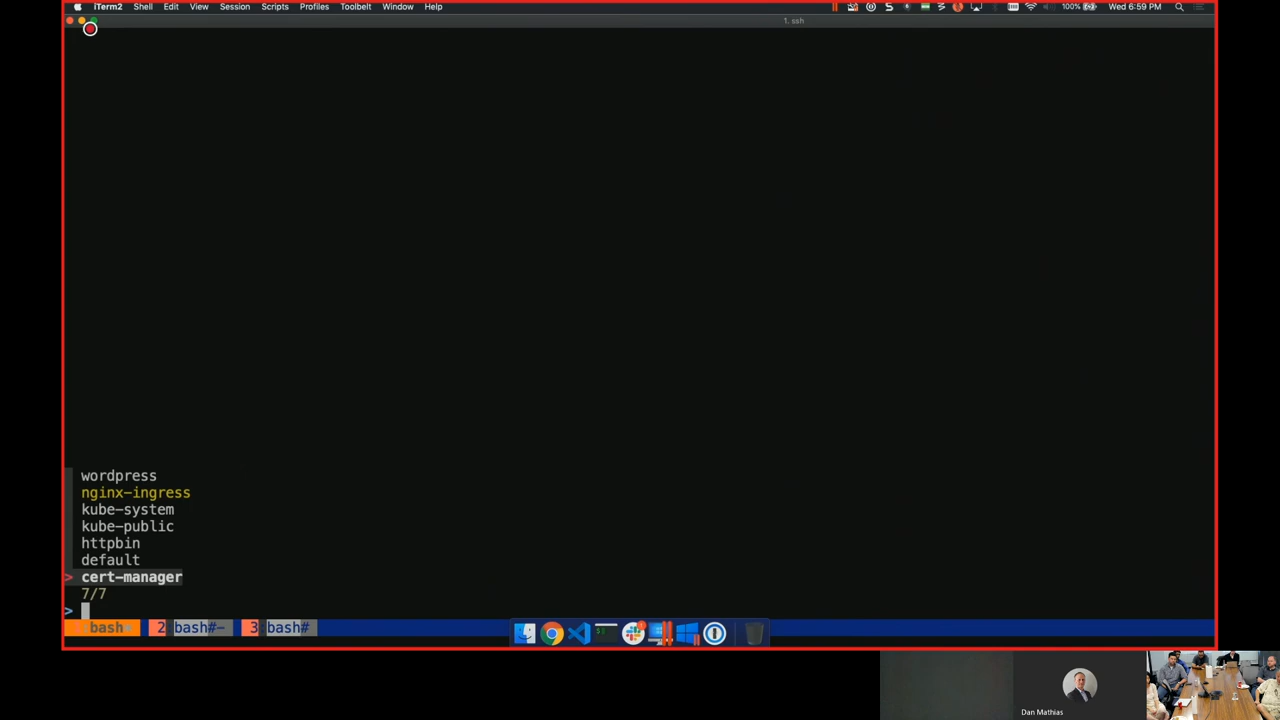 iTerm2 Shell Edit View Session Scripts Profiles Toolbelt Window Help 100% Wed 6:59 PM
1. ssh
wordpress
nginx-ingress
kube-system
kube-public
httpbin
default
> cert-manager
7/7
>
bash 2 bash#- 3 bash#
Dan Mathias